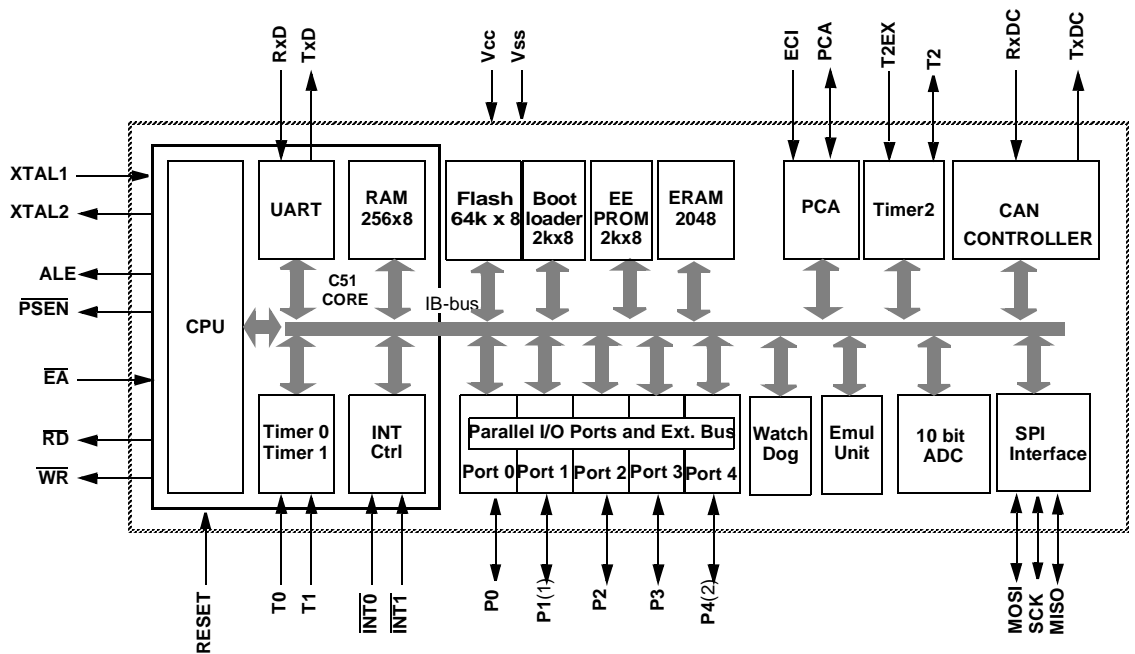 RxD
TxD
Vcc
Vss
ECI
PCA
T2EX
T2
RxDC
TxDC
XTAL1
XTAL2
ALE
PSEN
EA
RD
WR
CPU
UART
RAM
256x8
C51
CORE
IB-bus
Flash
64k x 8
Boot
loader
2kx8
EE
PROM
2kx8
ERAM
2048
PCA
Timer2
CAN
CONTROLLER
Timer 0
Timer 1
INT
Ctrl
Parallel I/O Ports and Ext. Bus
Port 0
Port 1
Port 2
Port 3
Port 4
Watch
Dog
Emul
Unit
10 bit
ADC
SPI
Interface
RESET
T0
T1
INT0
INT1
P0
P1(1)
P2
P3
P4(2)
MOSI
SCK
MISO